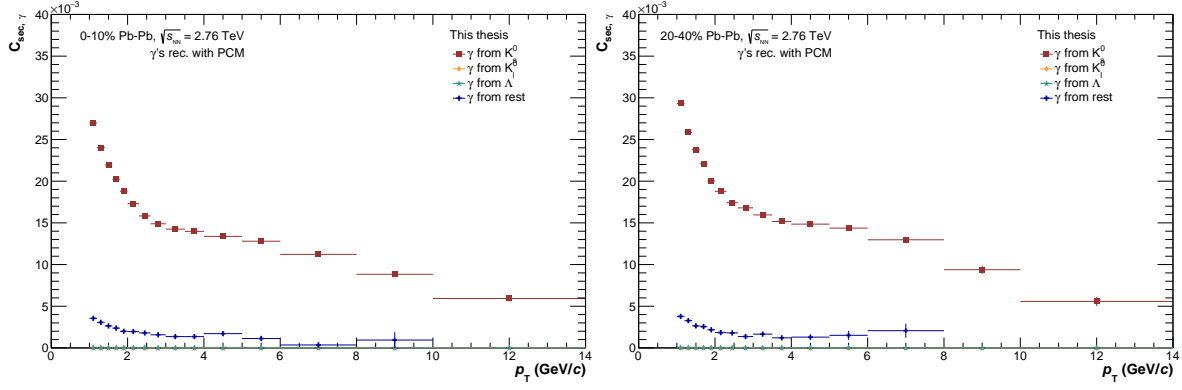 ×10⁻³
40
35
30
25
20
15
10
5
0
C_sec, γ
0-10% Pb-Pb, √s_NN = 2.76 TeV
γ's rec. with PCM
This thesis
γ from K⁰_s
γ from K⁰_l
γ from Λ
γ from rest
0 2 4 6 8 10 12 14
p_T (GeV/c)
×10⁻³
40
35
30
25
20
15
10
5
0
C_sec, γ
20-40% Pb-Pb, √s_NN = 2.76 TeV
γ's rec. with PCM
This thesis
γ from K⁰_s
γ from K⁰_l
γ from Λ
γ from rest
0 2 4 6 8 10 12 14
p_T (GeV/c)